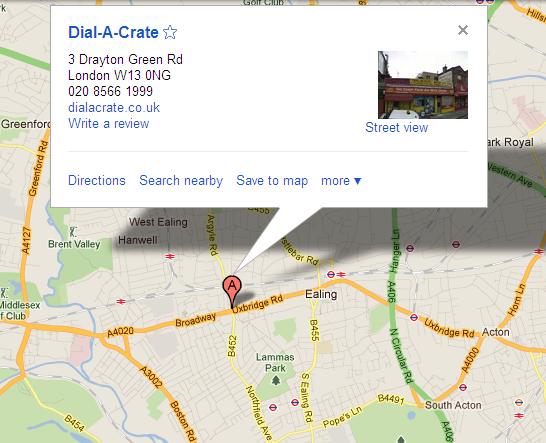 Golf Club
Dial-A-Crate
3 Drayton Green Rd
London W13 0NG
020 8566 1999
dialacrate.co.uk
Write a review
Street view
Directions Search nearby Save to map more ▾
Greenford
Greenford Rd
A4127
Brent Valley
West Ealing
Hanwell
Argyle Rd
B455
Hanger Ln
A406
Park Royal
Western Ave
Horn Ln
A
Uxbridge Rd
Ealing
Broadway
A4020
Middlesex
Club
B452
B455
N Circular Rd
Uxbridge Rd
Acton
A4000
A3002
Boston Rd
Lammas
Park
Northfield Ave
S Ealing Rd
Pope's Ln
B4491
South Acton
B454